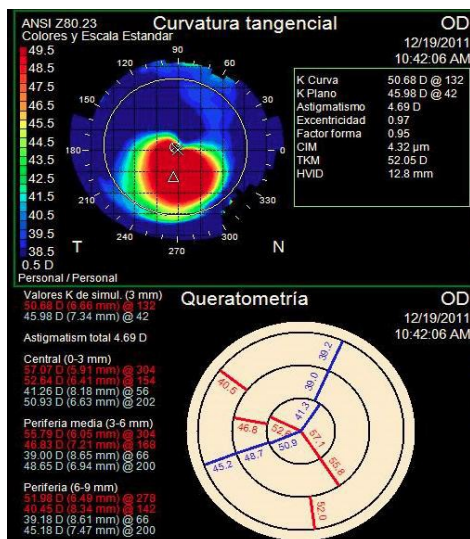 ANSI Z80.23
Colores y Escala Estandar
Curvatura tangencial
OD
12/19/2011
10:42:06 AM
49.5
48.5
47.5
46.5
45.5
44.5
43.5
42.5
41.5
40.5
39.5
38.5
0.5 D
90
120
60
150
30
180
0
210
330
240
300
270
T
N
K Curva 50.68 D @ 132
K Plano 45.98 D @ 42
Astigmatismo 4.69 D
Excentricidad 0.97
Factor forma 0.95
CIM 4.32 µm
TKM 52.05 D
HVID 12.8 mm
Personal / Personal
Valores K de simul. (3 mm)
50.68 D (6.66 mm) @ 132
45.98 D (7.34 mm) @ 42
Astigmatism total 4.69 D
Central (0-3 mm)
57.07 D (5.91 mm) @ 304
52.64 D (6.41 mm) @ 154
41.26 D (8.18 mm) @ 56
50.93 D (6.63 mm) @ 202
Periferia media (3-6 mm)
55.79 D (6.05 mm) @ 304
46.83 D (7.21 mm) @ 168
39.00 D (8.65 mm) @ 66
48.65 D (6.94 mm) @ 200
Periferia (6-9 mm)
51.98 D (6.49 mm) @ 278
40.45 D (8.34 mm) @ 142
39.18 D (8.61 mm) @ 66
45.18 D (7.47 mm) @ 200
Queratometría
OD
12/19/2011
10:42:06 AM
39.2
39.0
41.3
40.5
46.8
52.6
57.1
55.8
52.0
50.9
48.7
45.2